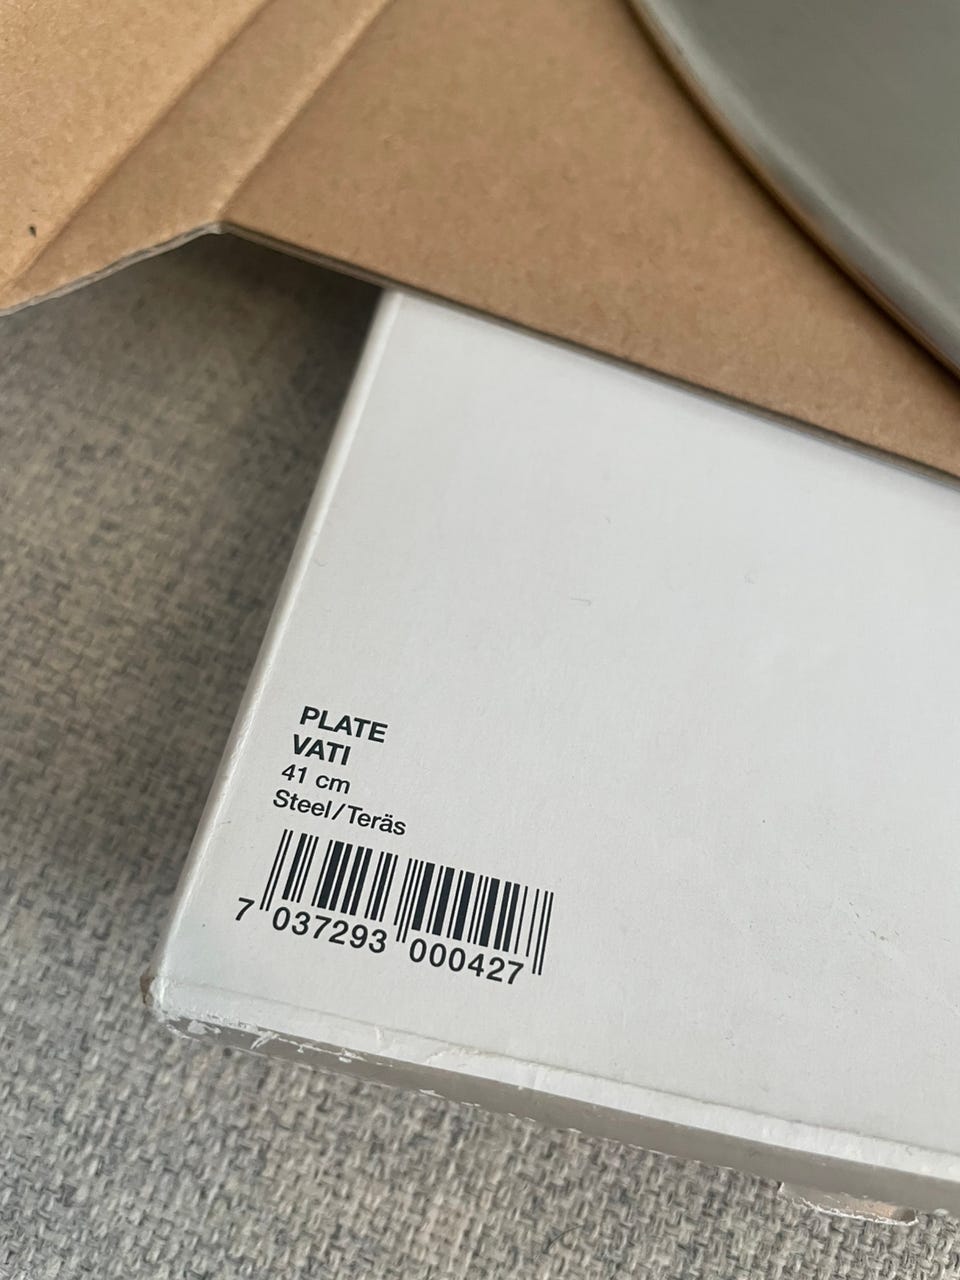 PLATE
VATI
41 cm
Steel/Teräs
7 037293 000427